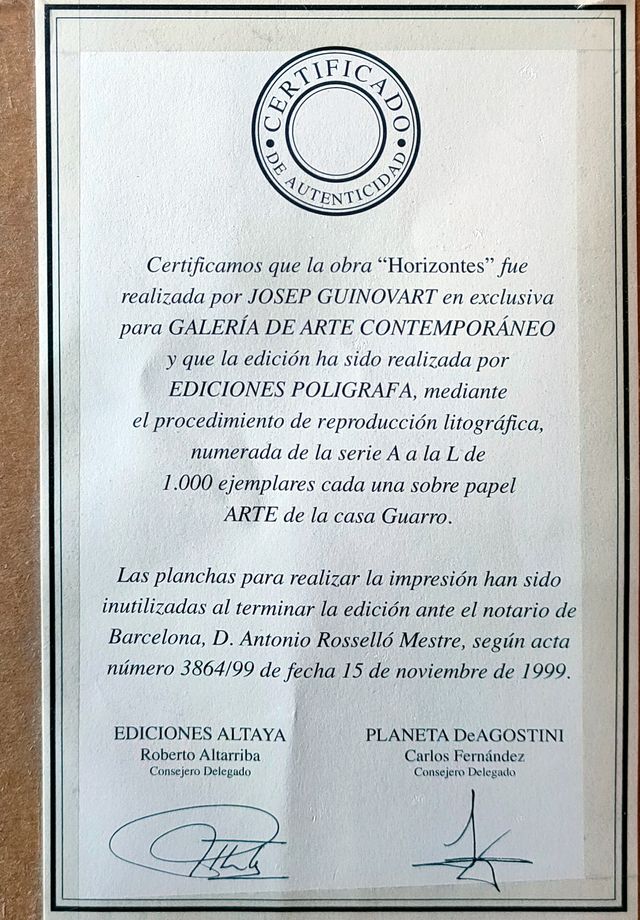 CERTIFICADO
DE AUTENTICIDAD
Certificamos que la obra “Horizontes” fue
realizada por JOSEP GUINOVART en exclusiva
para GALERÍA DE ARTE CONTEMPORÁNEO
y que la edición ha sido realizada por
EDICIONES POLIGRAFA, mediante
el procedimiento de reproducción litográfica,
numerada de la serie A a la L de
1.000 ejemplares cada una sobre papel
ARTE de la casa Guarro.
Las planchas para realizar la impresión han sido
inutilizadas al terminar la edición ante el notario de
Barcelona, D. Antonio Rosselló Mestre, según acta
número 3864/99 de fecha 15 de noviembre de 1999.
EDICIONES ALTAYA
Roberto Altarriba
Consejero Delegado
PLANETA DeAGOSTINI
Carlos Fernández
Consejero Delegado